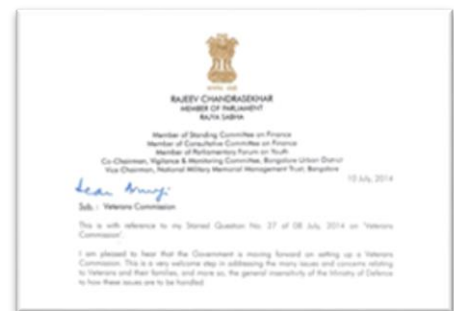 RAJEEV CHANDRASEKHAR
MEMBER OF PARLIAMENT
RAJYA SABHA
Member of Standing Committee on Finance
Member of Consultative Committee on Finance
Member of Parliamentary Forum on Youth
Co-Chairman, Vigilance & Monitoring Committee, Bangalore Urban District
Vice Chairman, National Military Memorial Management Trust, Bangalore
10 July, 2014
Dear
Sub. : Veterans Commission
This is with reference to my Starred Question No. 27 of 08 July, 2014 on 'Veterans
Commission'.
I am pleased to hear that the Government is moving forward on setting up a Veterans
Commission. This is a very welcome step in addressing the many issues and concerns relating
to Veterans and their families, and more so, the general insensitivity of the Ministry of Defence
to how these issues are to be handled.